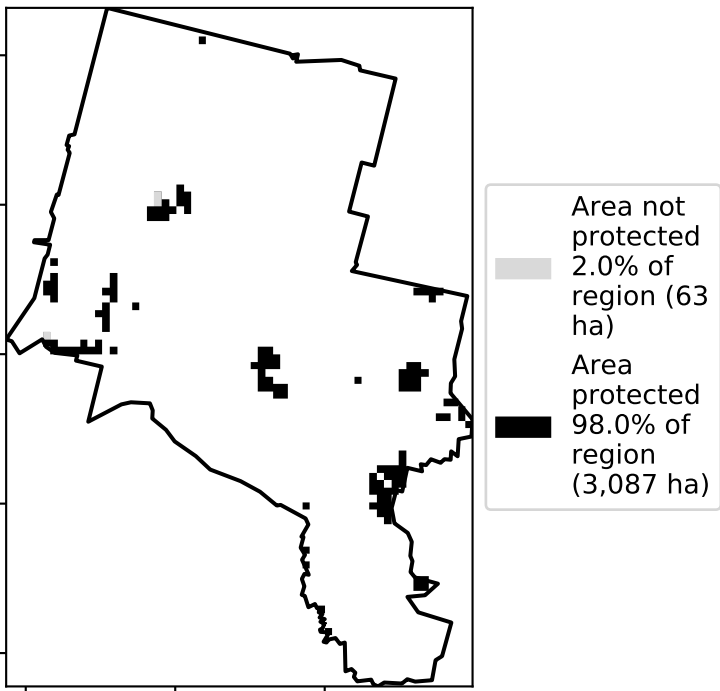 Area not
protected
2.0% of
region (63
ha)
Area
protected
98.0% of
region
(3,087 ha)